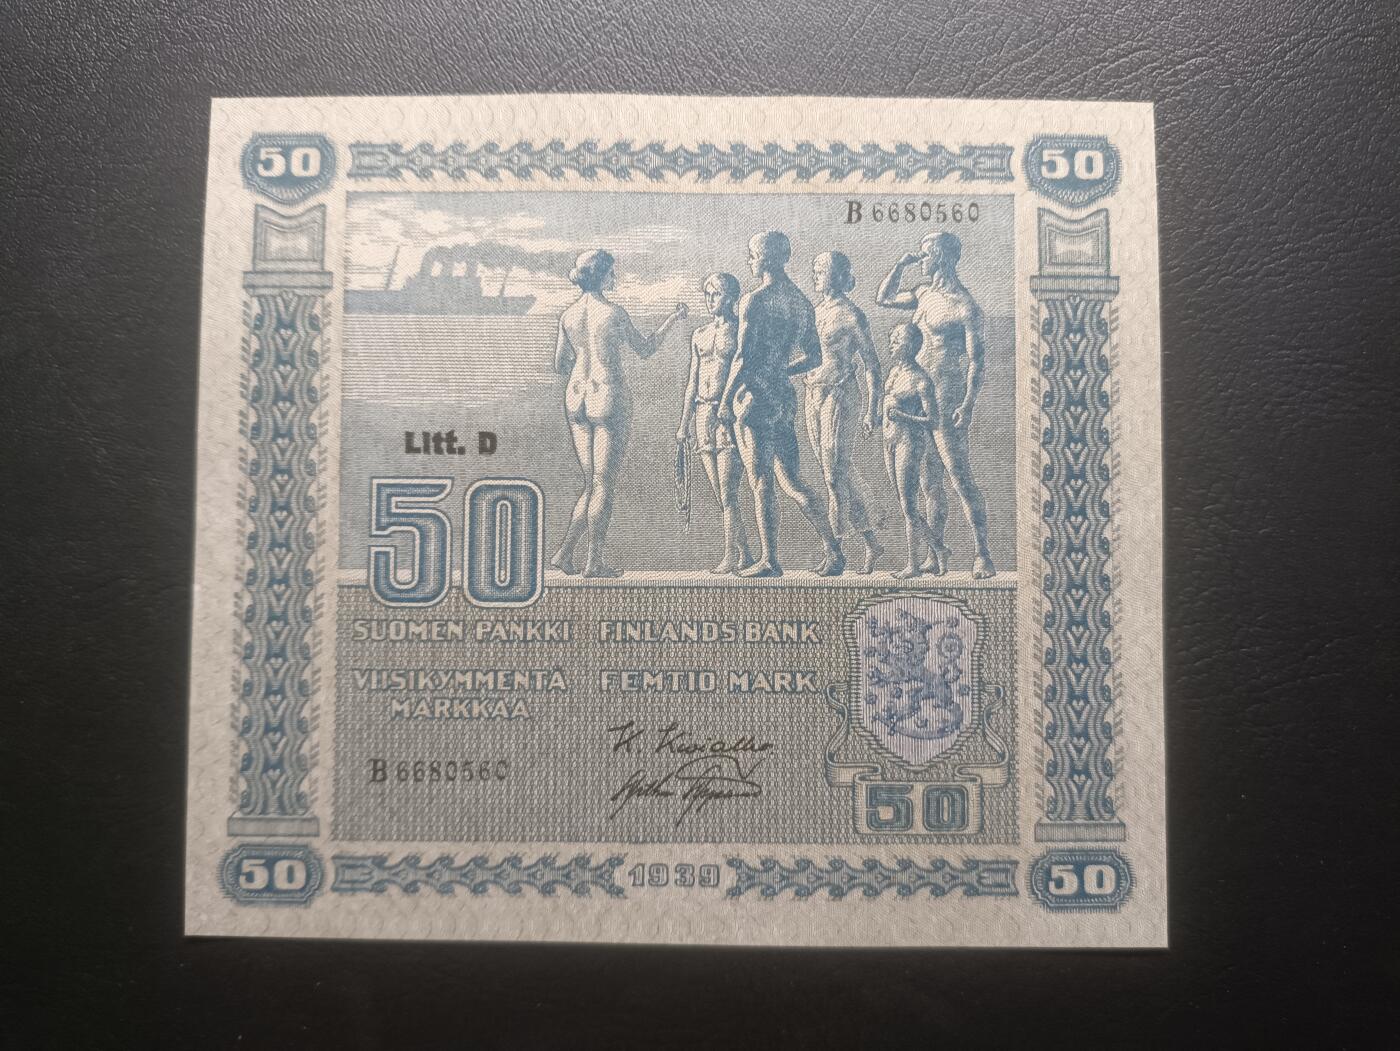 50
50
B 6680560
Litt. D
50
SUOMEN PANKKI FINLANDS BANK
VIISIKYMMENTÄ FEMTIO MARK
MARKKAA
B 6680560
50
50
1939
50